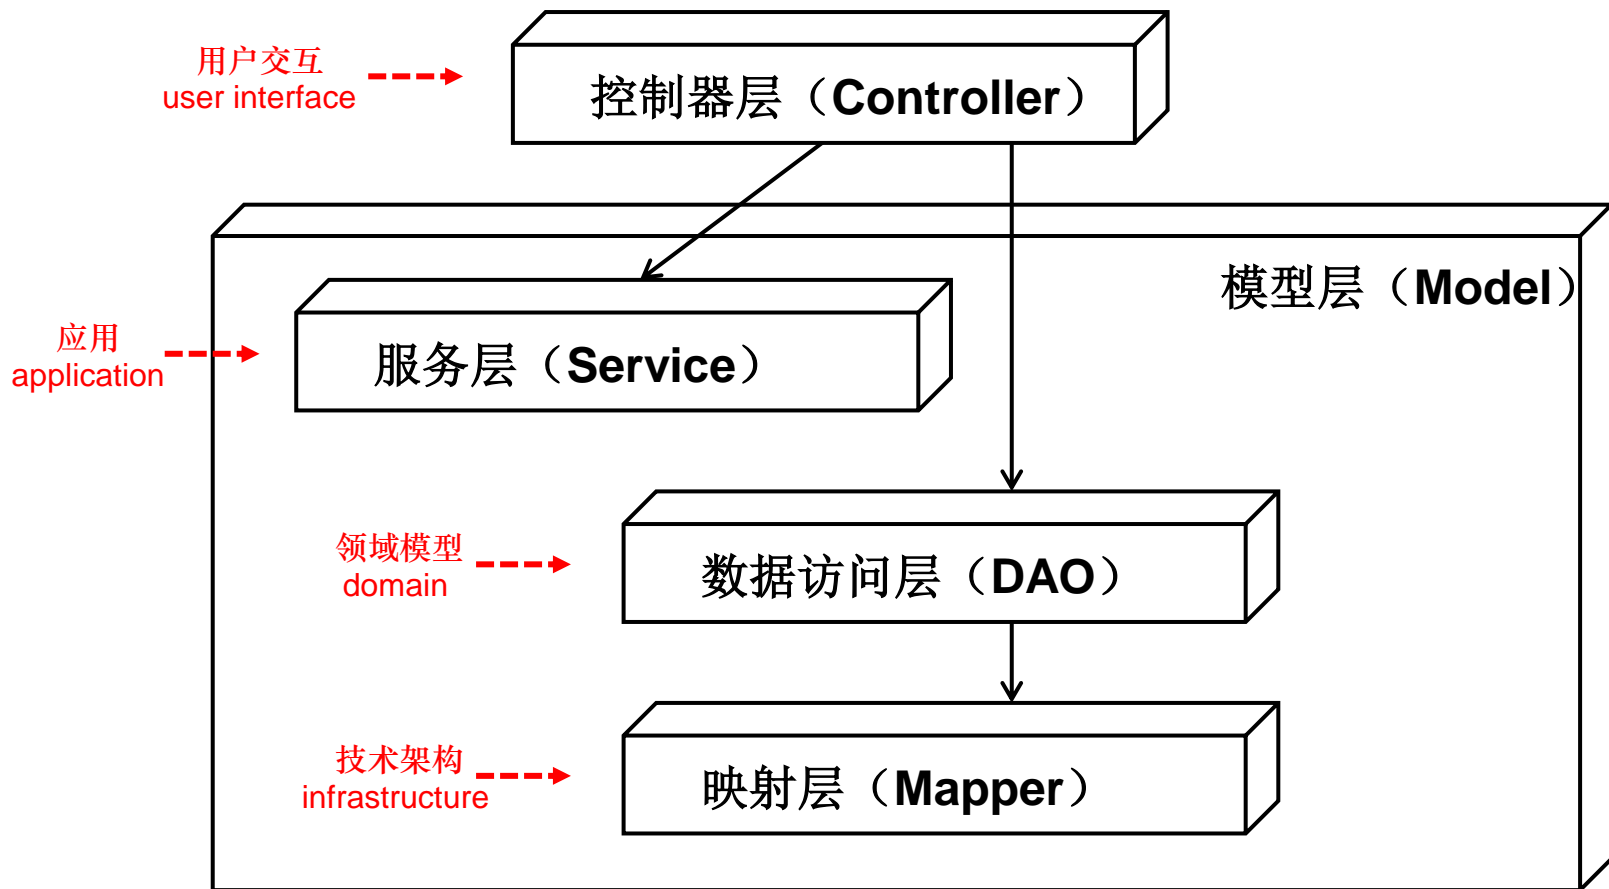 用户交互
user interface
控制器层（Controller）
模型层（Model）
应用
application
服务层（Service）
领域模型
domain
数据访问层（DAO）
技术架构
infrastructure
映射层（Mapper）